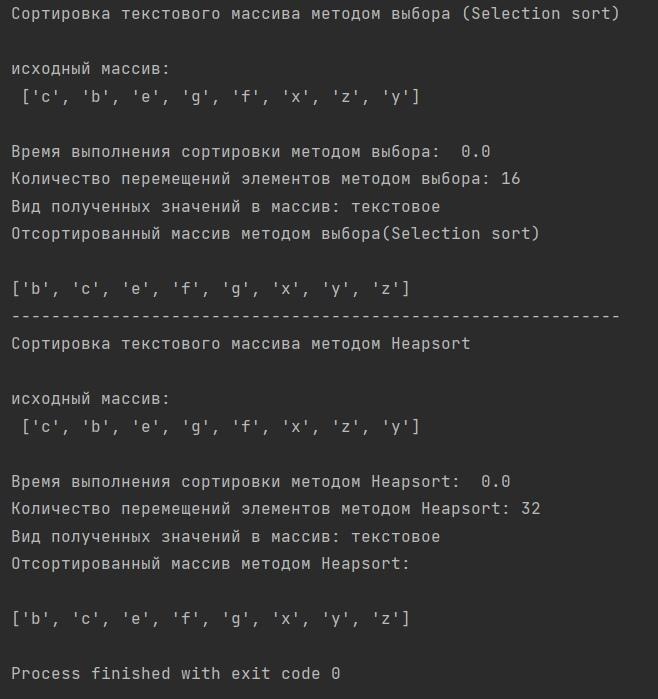 Сортировка текстового массива методом выбора (Selection sort)
исходный массив:
['c', 'b', 'e', 'g', 'f', 'x', 'z', 'y']
Время выполнения сортировки методом выбора:  0.0
Количество перемещений элементов методом выбора: 16
Вид полученных значений в массив: текстовое
Отсортированный массив методом выбора(Selection sort)
['b', 'c', 'e', 'f', 'g', 'x', 'y', 'z']
-------------------------------------------------------------
Сортировка текстового массива методом Heapsort
исходный массив:
['c', 'b', 'e', 'g', 'f', 'x', 'z', 'y']
Время выполнения сортировки методом Heapsort:  0.0
Количество перемещений элементов методом Heapsort: 32
Вид полученных значений в массив: текстовое
Отсортированный массив методом Heapsort:
['b', 'c', 'e', 'f', 'g', 'x', 'y', 'z']
Process finished with exit code 0